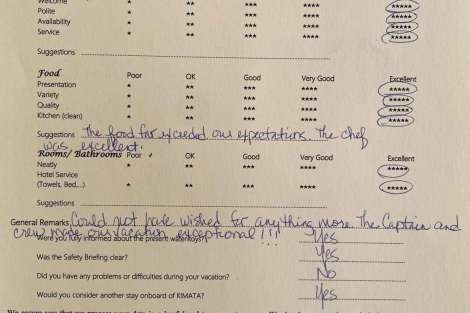 Welcome * ** *** **** *****
Polite * ** *** **** *****
Availability * ** *** **** *****
Service * ** *** **** *****
Suggestions
Food Poor OK Good Very Good Excellent
Presentation * ** *** **** *****
Variety * ** *** **** *****
Quality * ** *** **** *****
Kitchen (clean) * ** *** **** *****
Suggestions The food far exceeded our expectations. The chef
was excellent.
Rooms/ Bathrooms Poor OK Good Very Good Excellent
Neatly * ** *** **** *****
Hotel Service
(Towels, Bed,...) * ** *** **** *****
General Remarks Could not have wished for anything more. The Captain and
crew made our vacation exceptional!!!
Were you fully informed about the present watertoys? Yes
Was the Safety Briefing clear? Yes
Did you have any problems or difficulties during your vacation? No
Would you consider another stay onboard of KIMATA? Yes